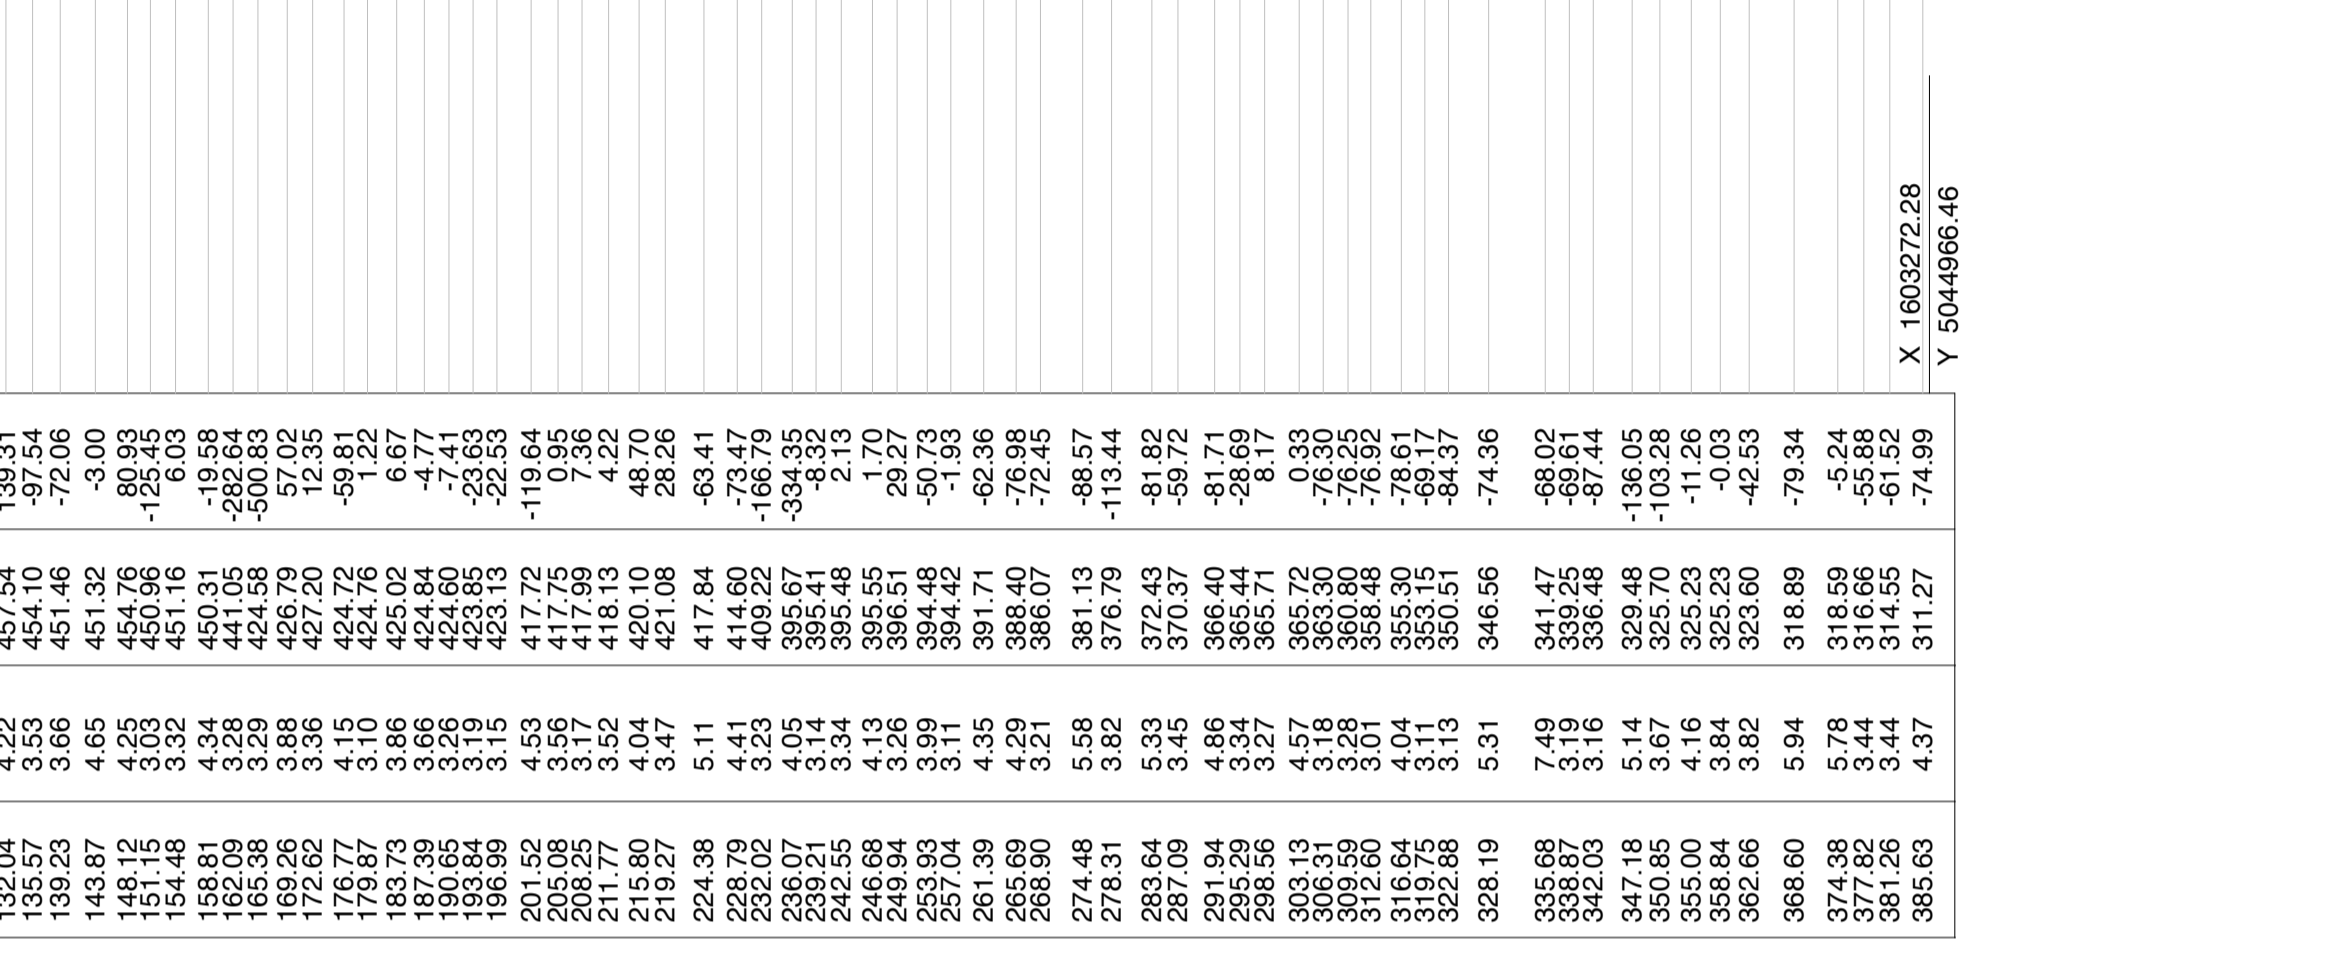 135.57 3.53 454.10 -97.54
139.23 3.66 451.46 -72.06
143.87 4.65 451.32 -3.00
148.12 4.25 454.76 80.93
151.15 3.03 450.96 -125.45
154.48 3.32 451.16 6.03
158.81 4.34 450.31 -19.58
162.09 3.28 441.05 -282.64
165.38 3.29 424.58 -500.83
169.26 3.88 426.79 57.02
172.62 3.36 427.20 12.35
176.77 4.15 424.72 -59.81
179.87 3.10 424.76 1.22
183.73 3.86 425.02 6.67
187.39 3.66 424.84 -4.77
190.65 3.26 424.60 -7.41
193.84 3.19 423.85 -23.63
196.99 3.15 423.13 -22.53
201.52 4.53 417.72 -119.64
205.08 3.56 417.75 0.95
208.25 3.17 417.99 7.36
211.77 3.52 418.13 4.22
215.80 4.04 420.10 48.70
219.27 3.47 421.08 28.26
224.38 5.11 417.84 -63.41
228.79 4.41 414.60 -73.47
232.02 3.23 409.22 -166.79
236.07 4.05 395.67 -334.35
239.21 3.14 395.41 -8.32
242.55 3.34 395.48 2.13
246.68 4.13 395.55 1.70
249.94 3.26 396.51 29.27
253.93 3.99 394.48 -50.73
257.04 3.11 394.42 -1.93
261.39 4.35 391.71 -62.36
265.69 4.29 388.40 -76.98
268.90 3.21 386.07 -72.45
274.48 5.58 381.13 -88.57
278.31 3.82 376.79 -113.44
283.64 5.33 372.43 -81.82
287.09 3.45 370.37 -59.72
291.94 4.86 366.40 -81.71
295.29 3.34 365.44 -28.69
298.56 3.27 365.71 8.17
303.13 4.57 365.72 0.33
306.31 3.18 363.30 -76.30
309.59 3.28 360.80 -76.25
312.60 3.01 358.48 -76.92
316.64 4.04 355.30 -78.61
319.75 3.11 353.15 -69.17
322.88 3.13 350.51 -84.37
328.19 5.31 346.56 -74.36
335.68 7.49 341.47 -68.02
338.87 3.19 339.25 -69.61
342.03 3.16 336.48 -87.44
347.18 5.14 329.48 -136.05
350.85 3.67 325.70 -103.28
355.00 4.16 325.23 -11.26
358.84 3.84 325.23 -0.03
362.66 3.82 323.60 -42.53
368.60 5.94 318.89 -79.34
374.38 5.78 318.59 -5.24
377.82 3.44 316.66 -55.88
381.26 3.44 314.55 -61.52
385.63 4.37 311.27 -74.99
X 16032722.28
Y 50449666.46